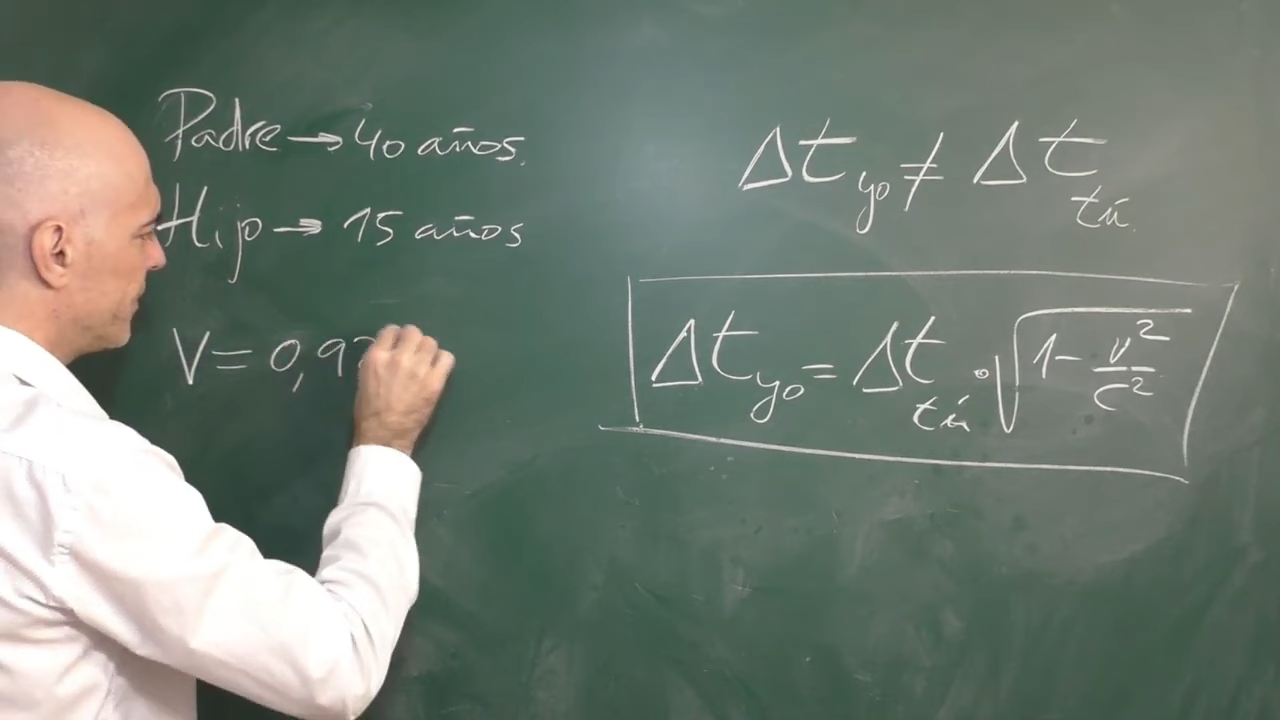 Padre → 40 años.
Hijo → 15 años
V = 0,9
Δt yo ≠ Δt tú
Δt yo = Δt tú · √(1 - v²/c²)